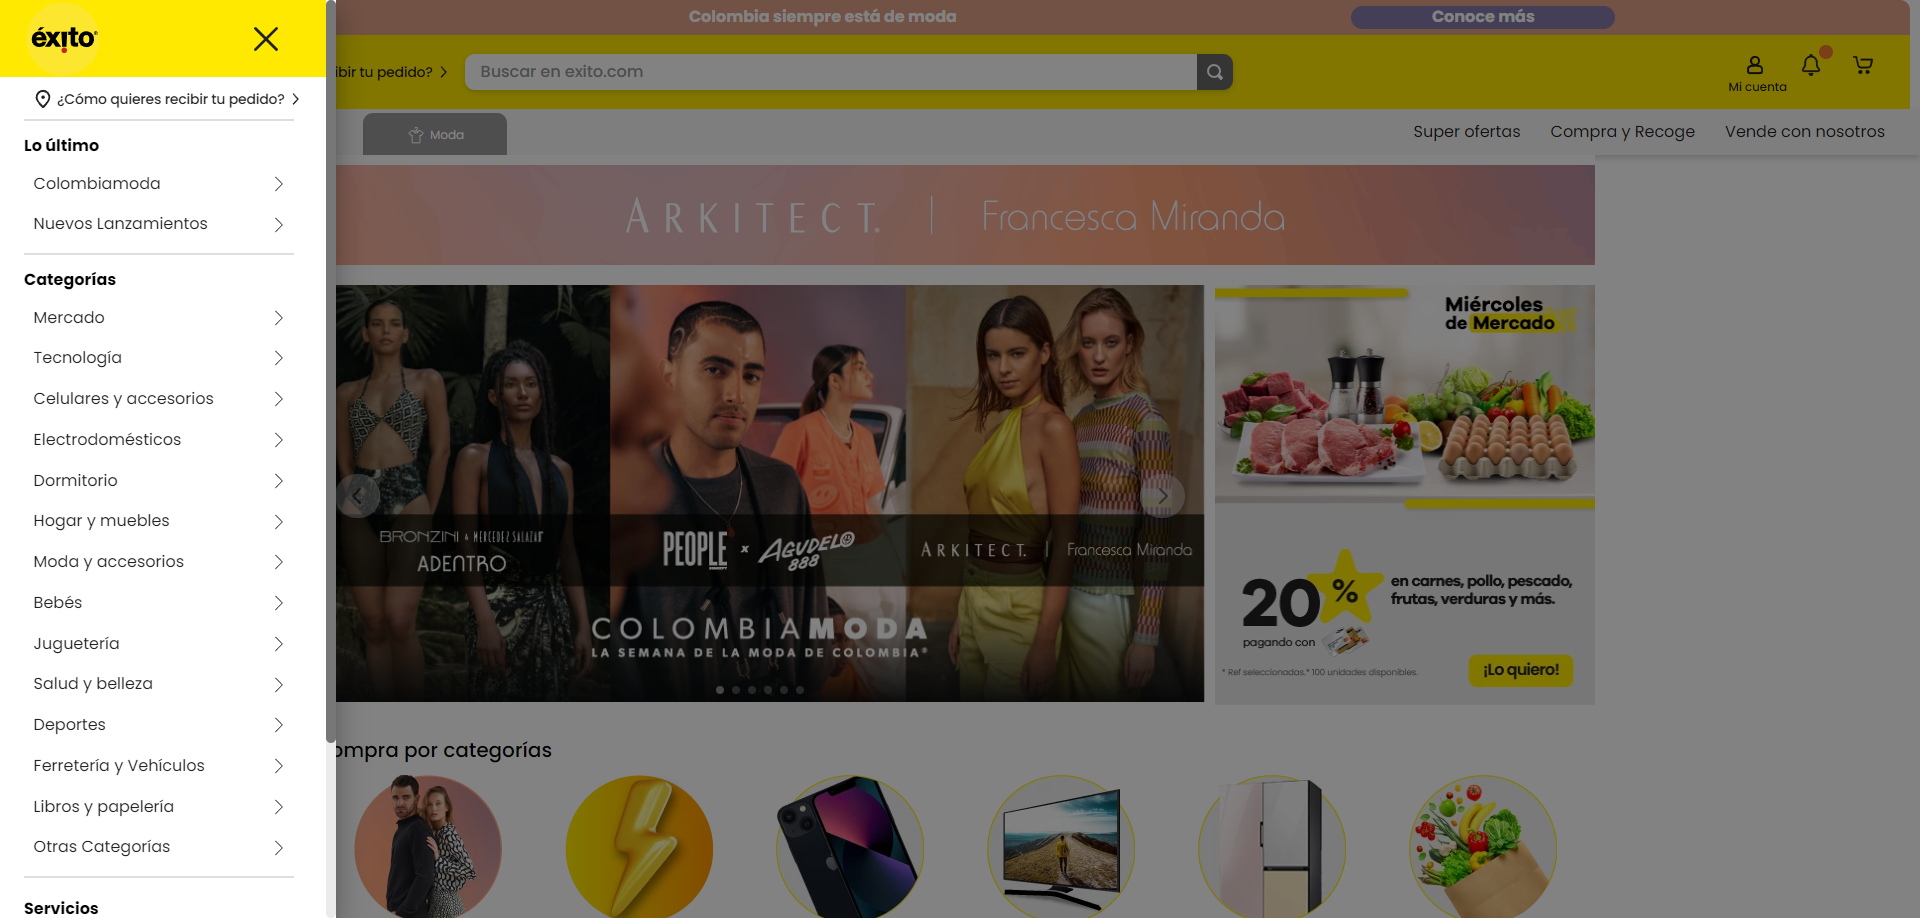 éxito
¿Cómo quieres recibir tu pedido?
Lo último
Colombiamoda
Nuevos Lanzamientos
Categorías
Mercado
Tecnología
Celulares y accesorios
Electrodomésticos
Dormitorio
Hogar y muebles
Moda y accesorios
Bebés
Juguetería
Salud y belleza
Deportes
Ferretería y Vehículos
Libros y papelería
Otras Categorías
Servicios
Colombia siempre está de moda
Conoce más
ibir tu pedido?
Buscar en exito.com
Mi cuenta
Moda
Super ofertas
Compra y Recoge
Vende con nosotros
ARKITECT. | Francesca Miranda
BRONZINI & MERCEDES SALAZAR
ADENTRO
PEOPLE x AGUDELO 888
ARKITECT. | Francesca Miranda
COLOMBIAMODA
LA SEMANA DE LA MODA DE COLOMBIA®
Miércoles
de Mercado
20%
en carnes, pollo, pescado,
frutas, verduras y más.
pagando con
* Ref seleccionadas.* 100 unidades disponibles.
¡Lo quiero!
ompra por categorías